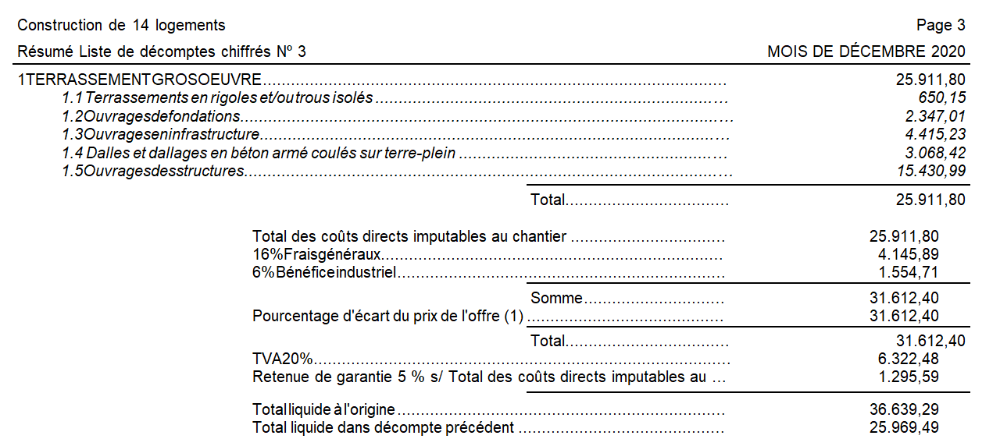 Construction de 14 logements Page 3
Résumé Liste de décomptes chiffrés Nº 3 MOIS DE DÉCEMBRE 2020
1TERRASSEMENTGROSOEUVRE........................................ 25.911,80
1.1Terrassements en rigoles et/ou trous isolés........................................ 650,15
1.2Ouvragesdefondations........................................ 2.347,01
1.3Ouvrageseninfrastructure........................................ 4.415,23
1.4 Dalles et dallages en béton armé coulés sur terre-plein ........................................ 3.068,42
1.5Ouvragesdesstructures........................................ 15.430,99
Total........................................ 25.911,80
Total des coûts directs imputables au chantier ........................................ 25.911,80
16%Fraisgénéraux........................................ 4.145,89
6%Bénéficeindustriel........................................ 1.554,71
Somme........................................ 31.612,40
Pourcentage d'écart du prix de l'offre (1) ........................................ 31.612,40
Total........................................ 31.612,40
TVA20%........................................ 6.322,48
Retenue de garantie 5 % s/ Total des coûts directs imputables au ... 1.295,59
Total liquide à l'origine........................................ 36.639,29
Total liquide dans décompte précédent ........................................ 25.969,49